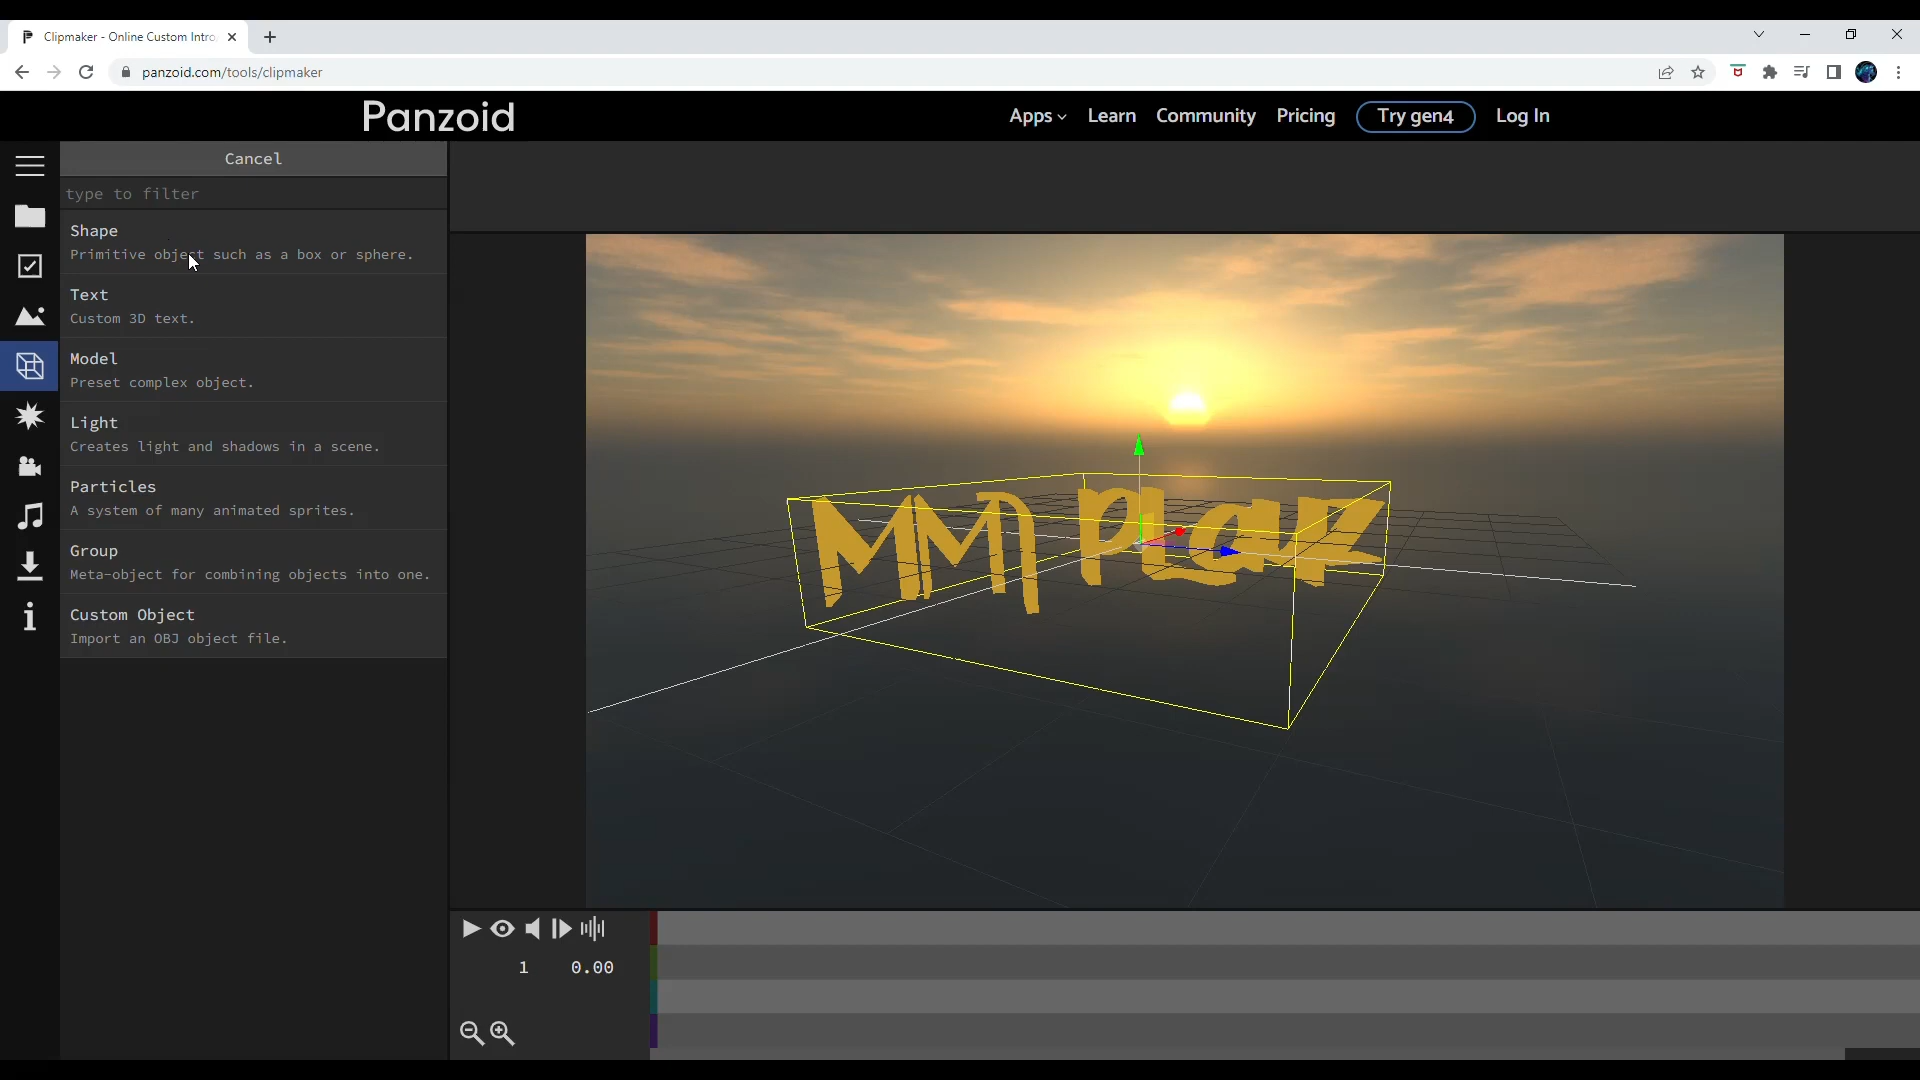 Clipmaker - Online Custom Intro
panzoid.com/tools/clipmaker
Panzoid
Apps Learn Community Pricing Try gen4 Log In
Cancel
type to filter
Shape
Primitive object such as a box or sphere.
Text
Custom 3D text.
Model
Preset complex object.
Light
Creates light and shadows in a scene.
Particles
A system of many animated sprites.
Group
Meta-object for combining objects into one.
Custom Object
Import an OBJ object file.
1 0.00